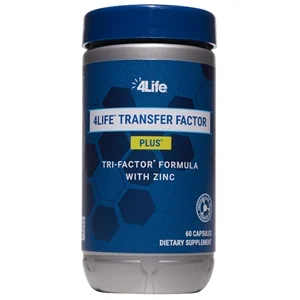 4Life
4LIFE® TRANSFER FACTOR
PLUS®
TRI-FACTOR® FORMULA
WITH ZINC
60 CAPSULES
DIETARY SUPPLEMENT